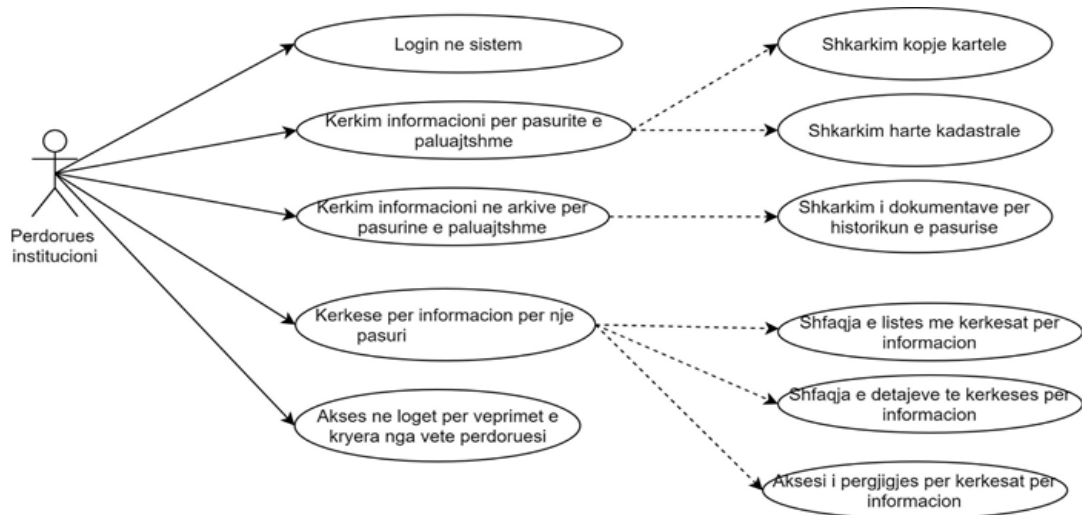 Login ne sistem
Shkarkim kopje kartele
Kerkim informacioni per pasurite e
paluajtshme
Shkarkim harte kadastrale
Perdorues
institucioni
Kerkim informacioni ne arkive per
pasurine e paluajtshme
Shkarkim i dokumentave per
historikun e pasurise
Kerkese per informacion per nje
pasuri
Shfaqja e listes me kerkesat per
informacion
Shfaqja e detajeve te kerkeses per
informacion
Akses ne loget per veprimet e
kryera nga vete perdoruesi
Aksesi i pergjigjes per kerkesat per
informacion